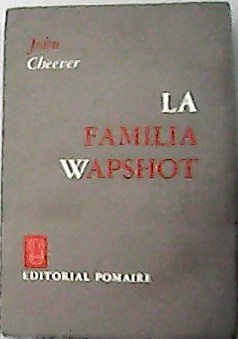 John
Cheever
LA
FAMILIA
WAPSHOT
EDITORIAL POMAIRE